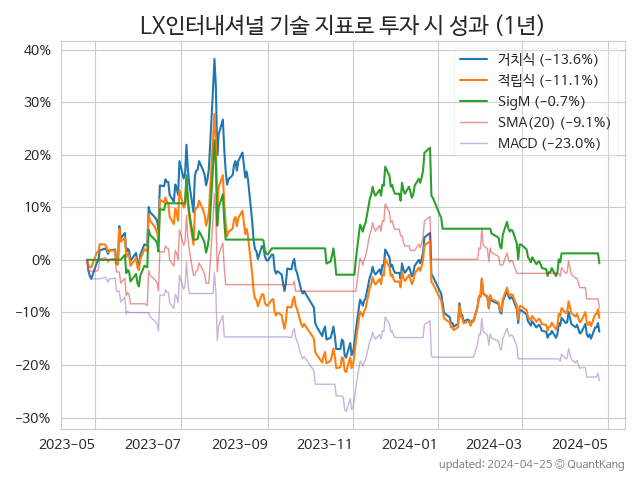 LX인터내셔널 기술 지표로 투자 시 성과 (1년)
40%
30%
20%
10%
0%
−10%
−20%
−30%
거치식 (−13.6%)
적립식 (−11.1%)
SigM (−0.7%)
SMA(20) (−9.1%)
MACD (−23.0%)
2023-05 2023-07 2023-09 2023-11 2024-01 2024-03 2024-05
updated: 2024-04-25 © QuantKang